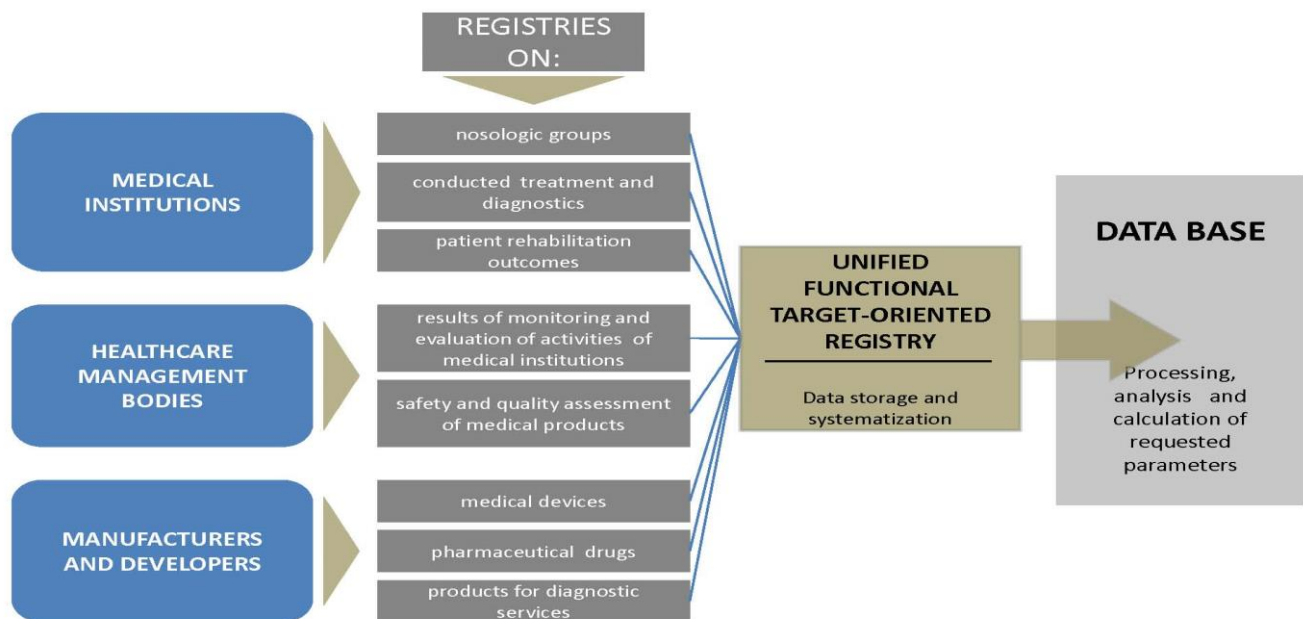 REGISTRIES
ON:
MEDICAL
INSTITUTIONS
nosologic groups
conducted treatment and
diagnostics
patient rehabilitation
outcomes
HEALTHCARE
MANAGEMENT
BODIES
results of monitoring and
evaluation of activities of
medical institutions
safety and quality assessment
of medical products
MANUFACTURERS
AND DEVELOPERS
medical devices
pharmaceutical drugs
products for diagnostic
services
UNIFIED
FUNCTIONAL
TARGET-ORIENTED
REGISTRY
Data storage and
systematization
DATA BASE
Processing,
analysis and
calculation of
requested
parameters